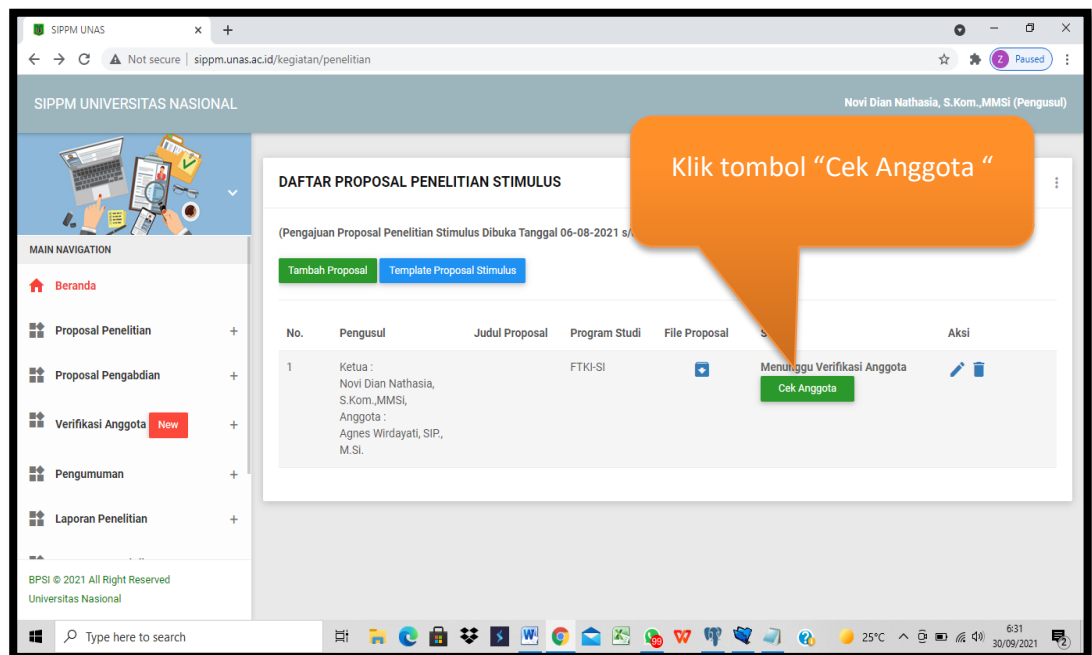 SIPPM UNAS
Not secure | sippm.unas.ac.id/kegiatan/penelitian
Z Paused
SIPPM UNIVERSITAS NASIONAL
Novi Dian Nathasia, S.Kom.,MMSi (Pengusul)
Klik tombol “Cek Anggota “
MAIN NAVIGATION
Beranda
Proposal Penelitian +
Proposal Pengabdian +
Verifikasi Anggota New +
Pengumuman +
Laporan Penelitian +
BPSI © 2021 All Right Reserved
Universitas Nasional
DAFTAR PROPOSAL PENELITIAN STIMULUS
(Pengajuan Proposal Penelitian Stimulus Dibuka Tanggal 06-08-2021 s/
Tambah Proposal
Template Proposal Stimulus
No. Pengusul Judul Proposal Program Studi File Proposal Aksi
1 Ketua : FTKI-SI Menunggu Verifikasi Anggota
Novi Dian Nathasia, Cek Anggota
S.Kom.,MMSi,
Anggota :
Agnes Wirdayati, SIP.,
M.Si.
Type here to search
99
25°C
6:31
30/09/2021
2